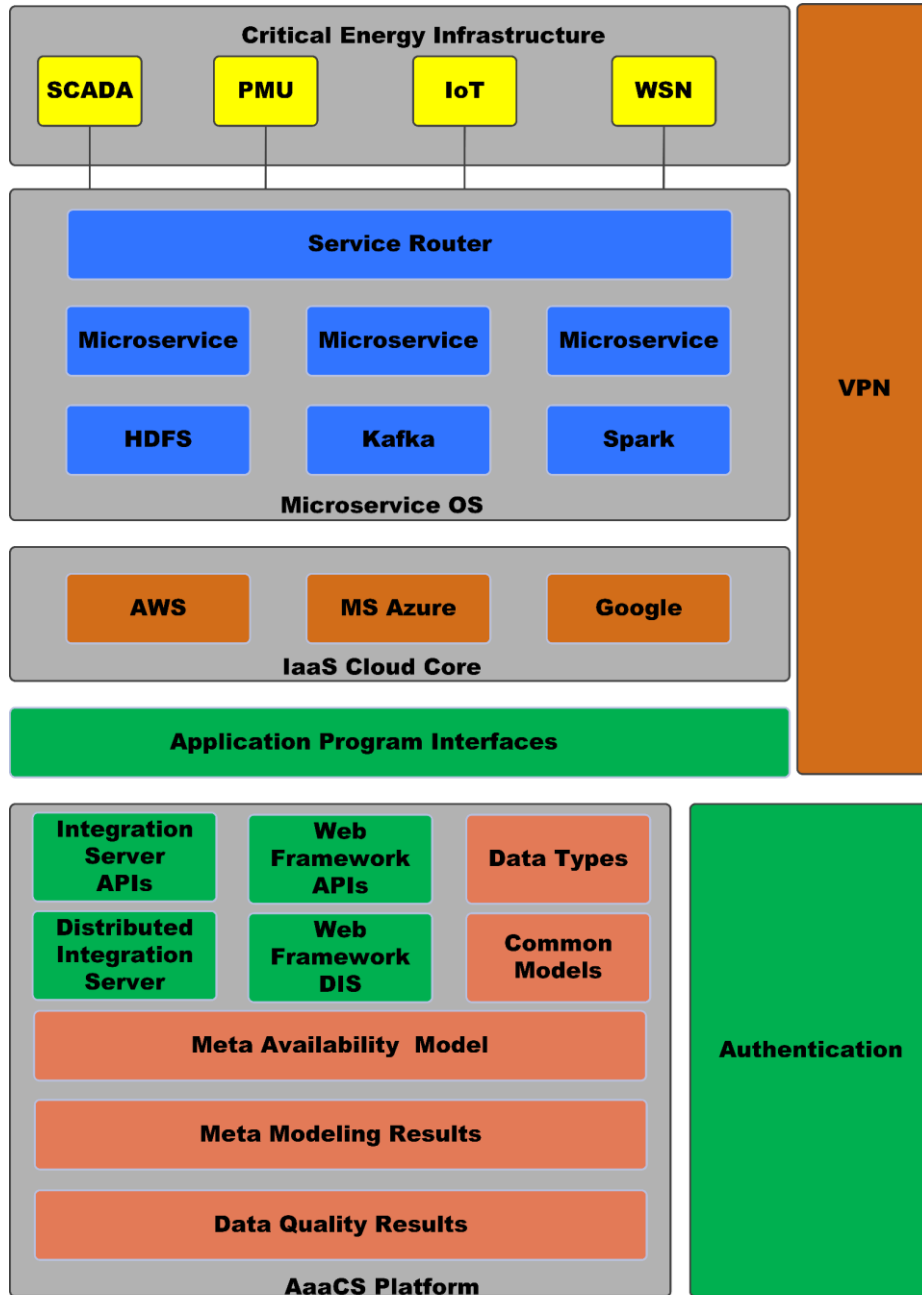 Critical Energy Infrastructure
SCADA
PMU
IoT
WSN
Service Router
Microservice
Microservice
Microservice
VPN
HDFS
Kafka
Spark
Microservice OS
AWS
MS Azure
Google
IaaS Cloud Core
Application Program Interfaces
Integration
Server
APIs
Web
Framework
APIs
Data Types
Distributed
Integration
Server
Web
Framework
DIS
Common
Models
Meta Availability Model
Authentication
Meta Modeling Results
Data Quality Results
AaaCS Platform